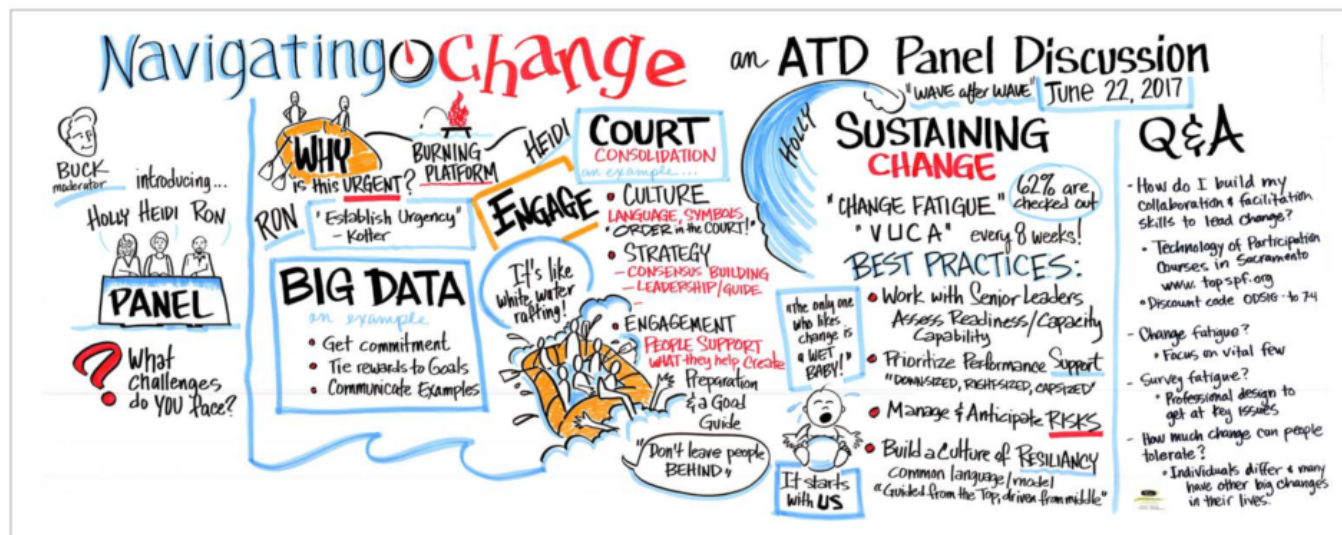 Navigating Change
an ATD Panel Discussion
"WAVE after WAVE"
June 22, 2017
BUCK
moderator
introducing...
HOLLY HEIDI RON
PANEL
? What
challenges
do YOU face?
WHY
is this URGENT?
BURNING
PLATFORM
RON
"Establish Urgency"
- Kotter
BIG DATA
an example
• Get commitment
• Tie rewards to Goals
• Communicate Examples
HEIDI
ENGAGE
COURT
CONSOLIDATION
an example...
• CULTURE
LANGUAGE, SYMBOLS
"ORDER in the COURT!"
• STRATEGY
- CONSENSUS BUILDING
- LEADERSHIP/GUIDE
-
• ENGAGEMENT
PEOPLE SUPPORT
WHAT they help Create
It's like
white water
rafting!
Preparation
& a Good
Guide
"Don't leave people
BEHIND"
HOLLY
SUSTAINING
CHANGE
62% are
checked out
"CHANGE FATIGUE"
"VUCA" every 8 weeks!
BEST PRACTICES:
• Work with Senior Leaders
Assess Readiness/Capacity
Capability
• Prioritize Performance Support
"DOWNSIZED, RIGHTSIZED, CAPSIZED"
• Manage & Anticipate RISKS
• Build a Culture of RESILIANCY
common language/model
"Guided from the Top, driven from middle"
"the only one
who likes
change is
a WET
BABY!"
It starts
with US
Q&A
- How do I build my
collaboration & facilitation
skills to lead change?
• Technology of Participation
Courses in Sacramento
www.topspf.org
• Discount code ODSIG - to 7-4
- Change fatigue?
• Focus on vital few
- Survey fatigue?
• Professional design to
get at key issues
- How much change can people
tolerate?
• Individuals differ & many
have other big changes
in their lives.